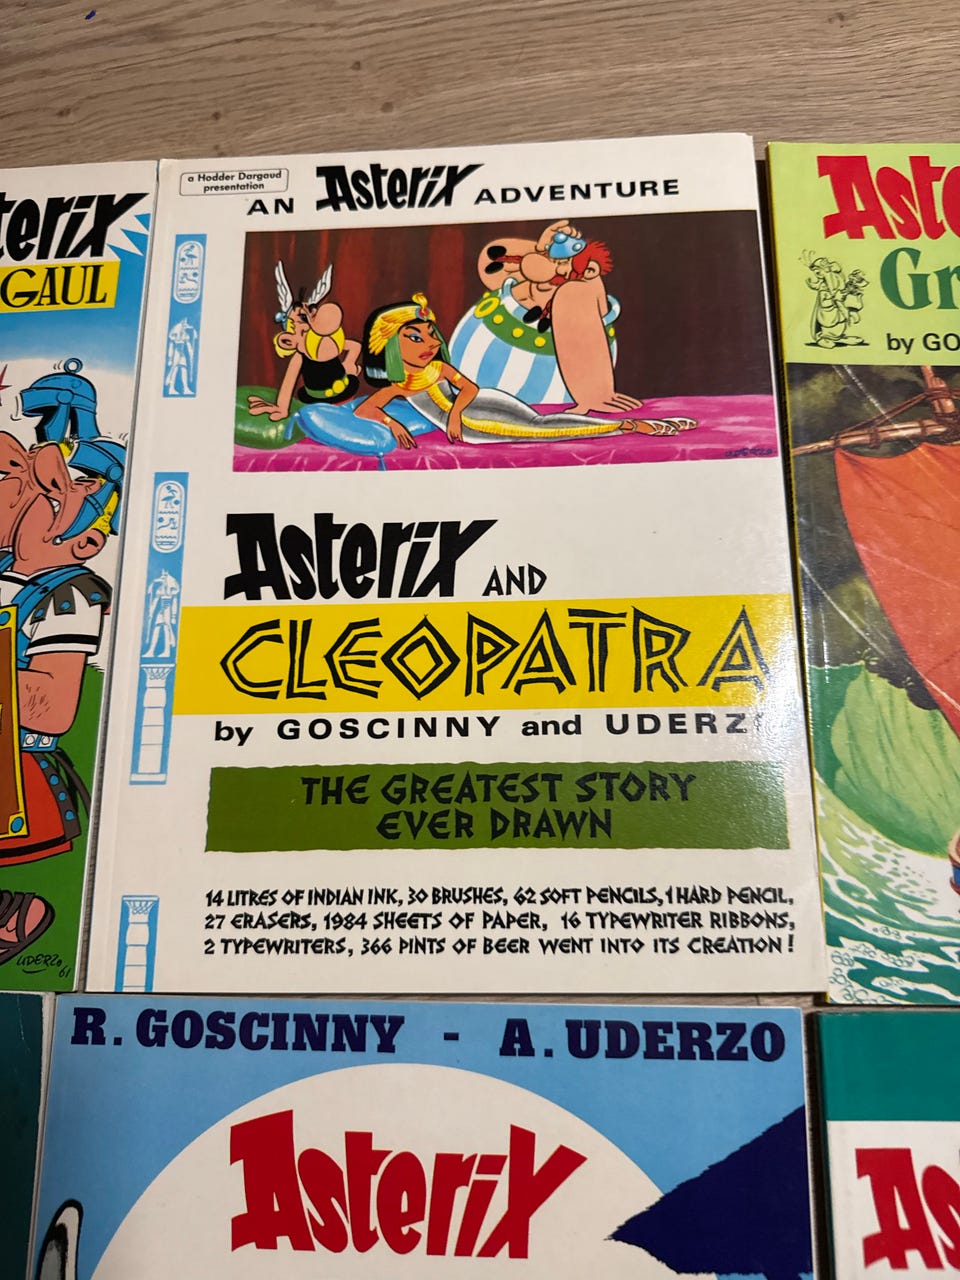 a Hodder Dargaud
presentation
AN Asterix ADVENTURE
UDERZO
Asterix AND
CLEOPATRA
by GOSCINNY and UDERZO
THE GREATEST STORY
EVER DRAWN
14 LITRES OF INDIAN INK, 30 BRUSHES, 62 SOFT PENCILS, 1 HARD PENCIL,
27 ERASERS, 1984 SHEETS OF PAPER, 16 TYPEWRITER RIBBONS,
2 TYPEWRITERS, 366 PINTS OF BEER WENT INTO ITS CREATION!
terix
GAUL
UDERZO 61
Aste
Gr
by GO
R. GOSCINNY - A. UDERZO
Asterix
As